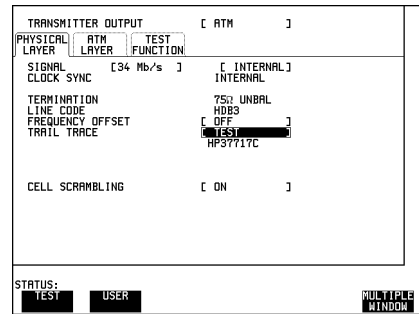 TRANSMITTER OUTPUT [ ATM ]
PHYSICAL LAYER ATM LAYER TEST FUNCTION
SIGNAL [34 Mb/s ] [ INTERNAL]
CLOCK SYNC INTERNAL
TERMINATION 75Ω UNBAL
LINE CODE HDB3
FREQUENCY OFFSET [ OFF ]
TRAIL TRACE [ TEST ]
HP37717C
CELL SCRAMBLING [ ON ]
STATUS:
TEST USER MULTIPLE WINDOW